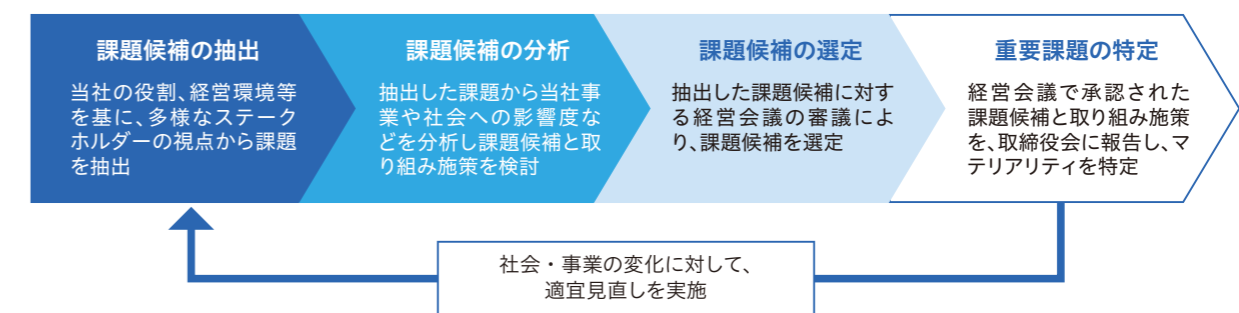 課題候補の抽出
当社の役割、経営環境等
を基に、多様なステーク
ホルダーの視点から課題
を抽出
課題候補の分析
抽出した課題から当社事
業や社会への影響度な
どを分析し課題候補と取
り組み施策を検討
課題候補の選定
抽出した課題候補に対す
る経営会議の審議によ
り、課題候補を選定
重要課題の特定
経営会議で承認された
課題候補と取り組み施策
を、取締役会に報告し、マ
テリアリティを特定
社会・事業の変化に対して、
適宜見直しを実施